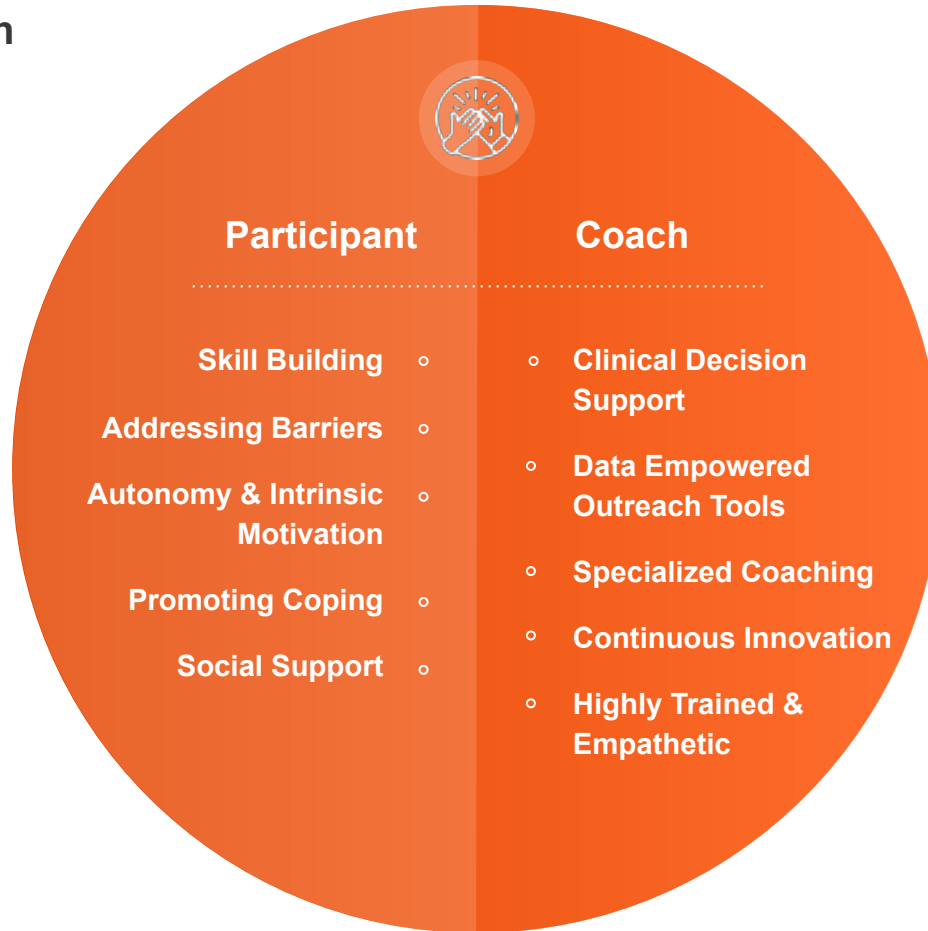 n
Participant
Skill Building
Addressing Barriers
Autonomy & Intrinsic
Motivation
Promoting Coping
Social Support
Coach
Clinical Decision
Support
Data Empowered
Outreach Tools
Specialized Coaching
Continuous Innovation
Highly Trained &
Empathetic